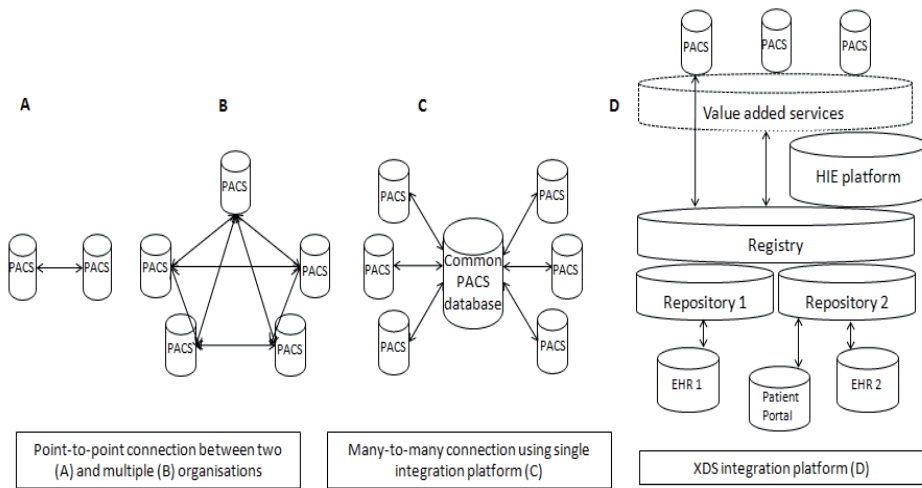 A
PACS
PACS
B
PACS
PACS
PACS
PACS
PACS
C
PACS
PACS
PACS
PACS
PACS
PACS
Common
PACS
database
D
PACS
PACS
PACS
Value added services
HIE platform
Registry
Repository 1
Repository 2
EHR 1
Patient
Portal
EHR 2
Point-to-point connection between two
(A) and multiple (B) organisations
Many-to-many connection using single
integration platform (C)
XDS integration platform (D)